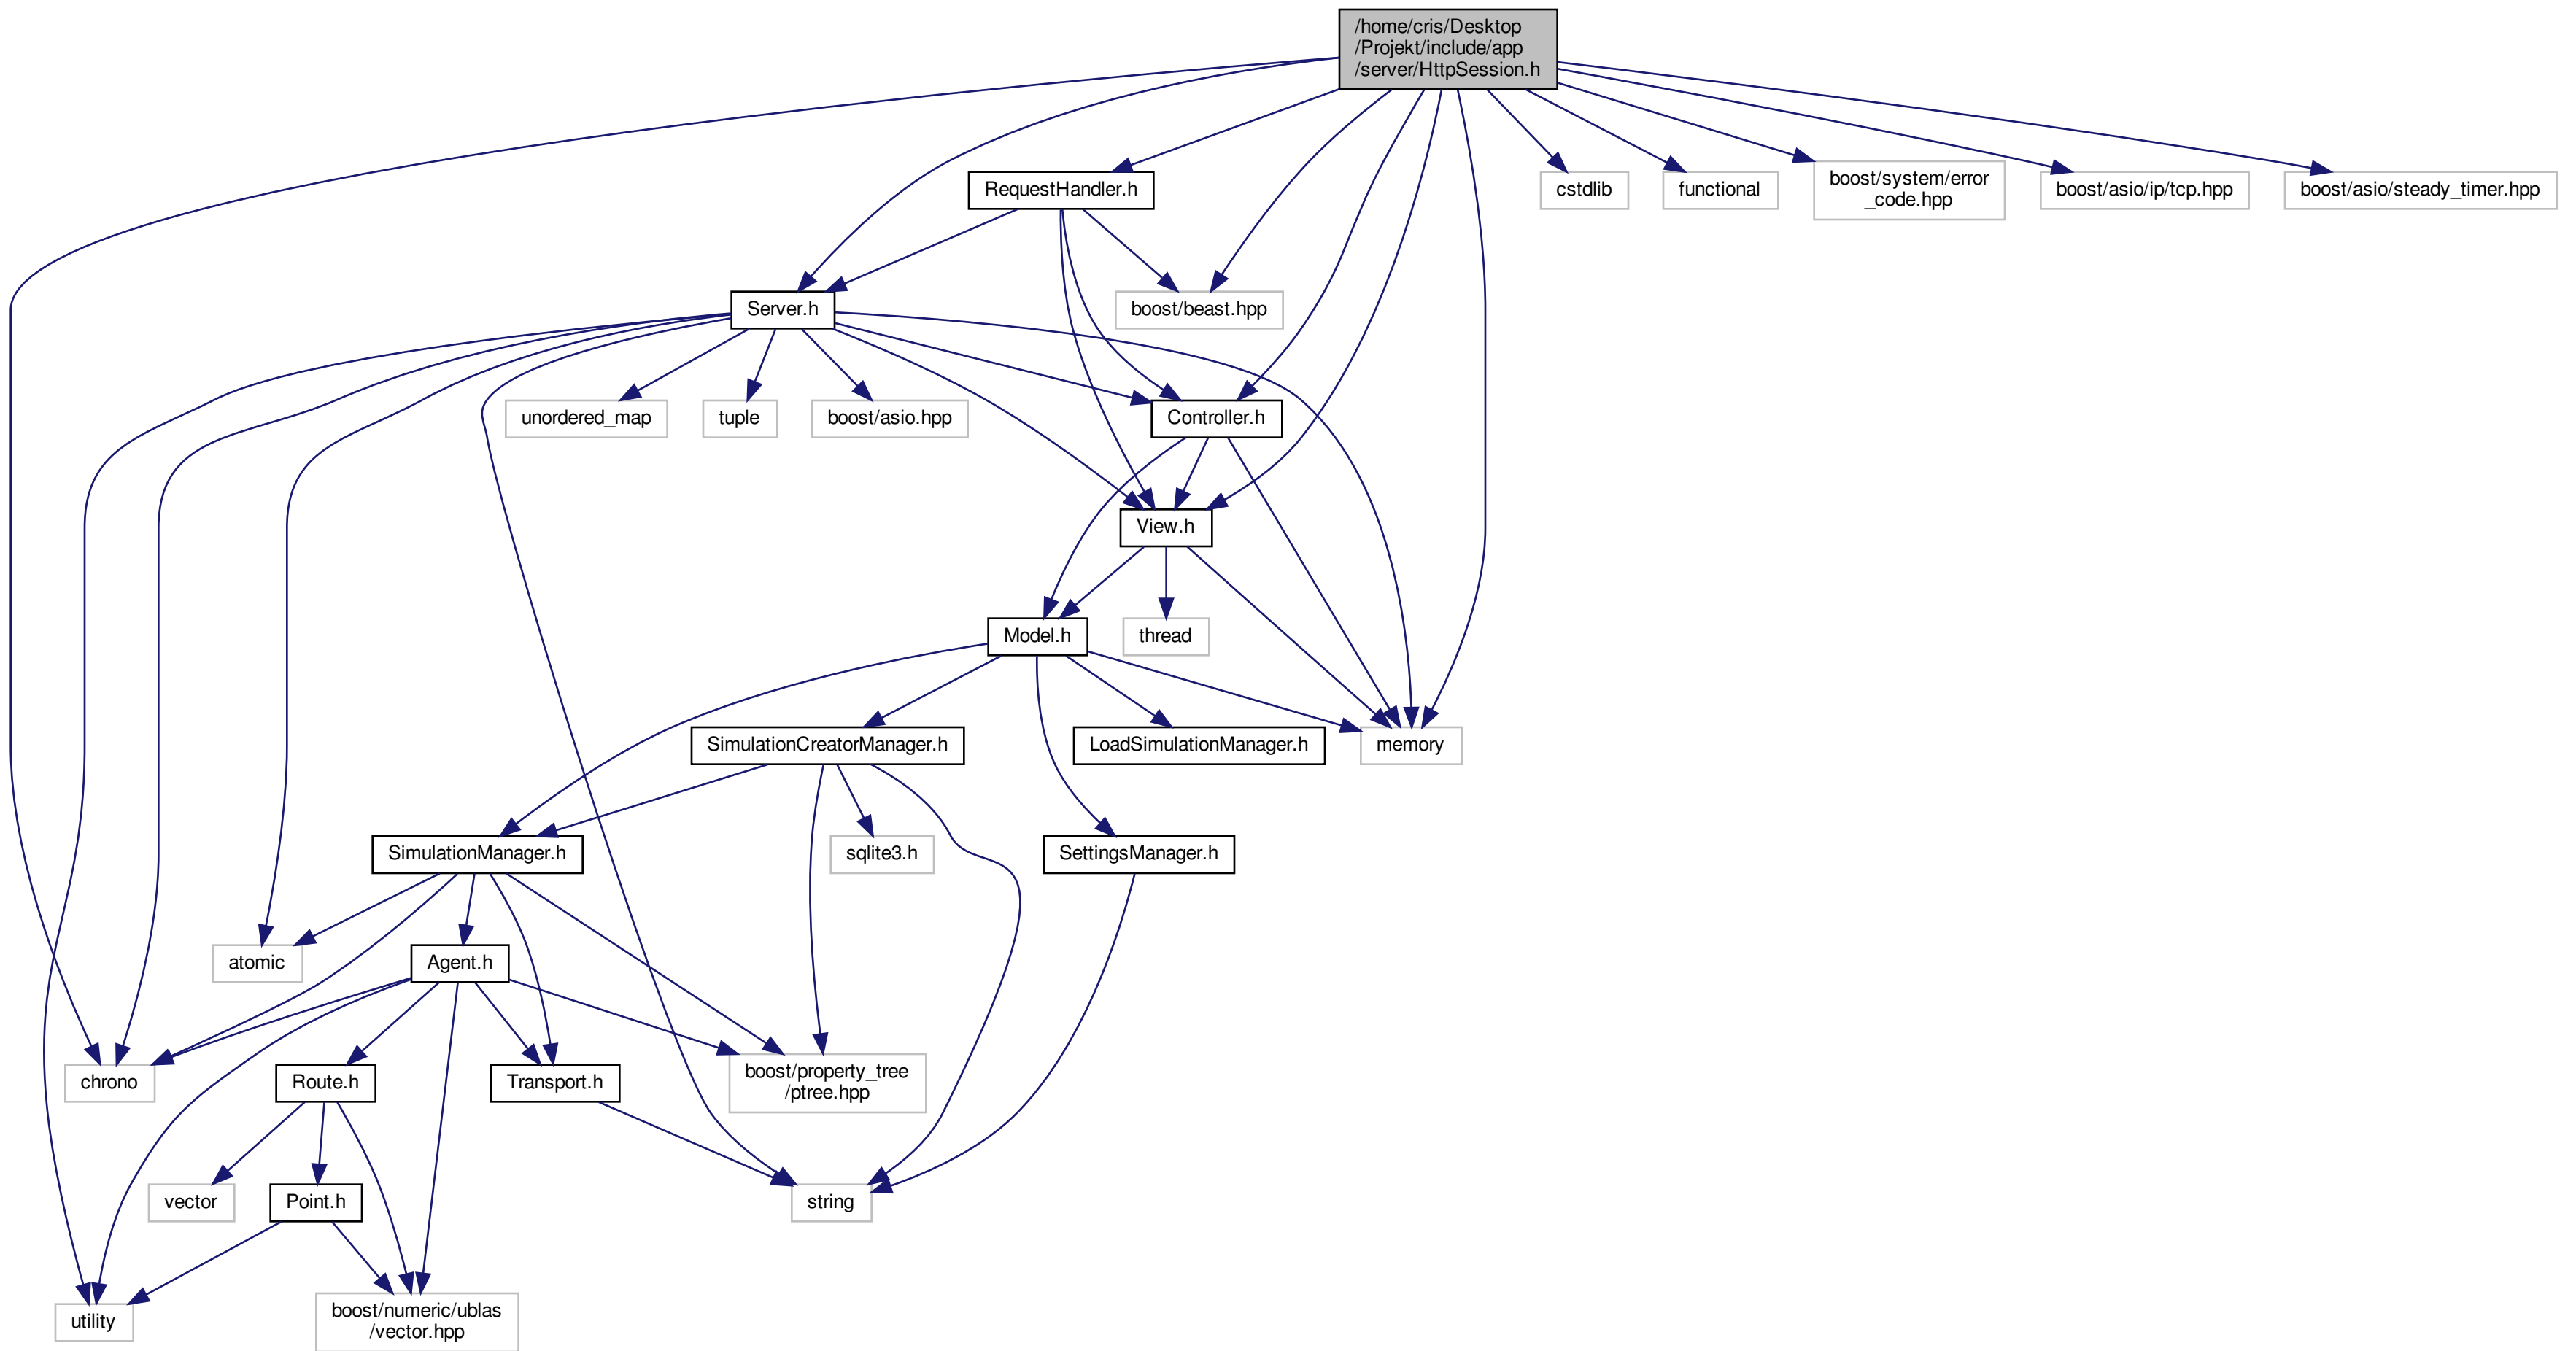 /home/cris/Desktop
/Projekt/include/app
/server/HttpSession.h
RequestHandler.h
cstdlib
functional
boost/system/error
_code.hpp
boost/asio/ip/tcp.hpp
boost/asio/steady_timer.hpp
Server.h
boost/beast.hpp
unordered_map
tuple
boost/asio.hpp
Controller.h
View.h
Model.h
thread
SimulationCreatorManager.h
LoadSimulationManager.h
memory
SimulationManager.h
sqlite3.h
SettingsManager.h
atomic
Agent.h
chrono
Route.h
Transport.h
boost/property_tree
/ptree.hpp
vector
Point.h
string
utility
boost/numeric/ublas
/vector.hpp